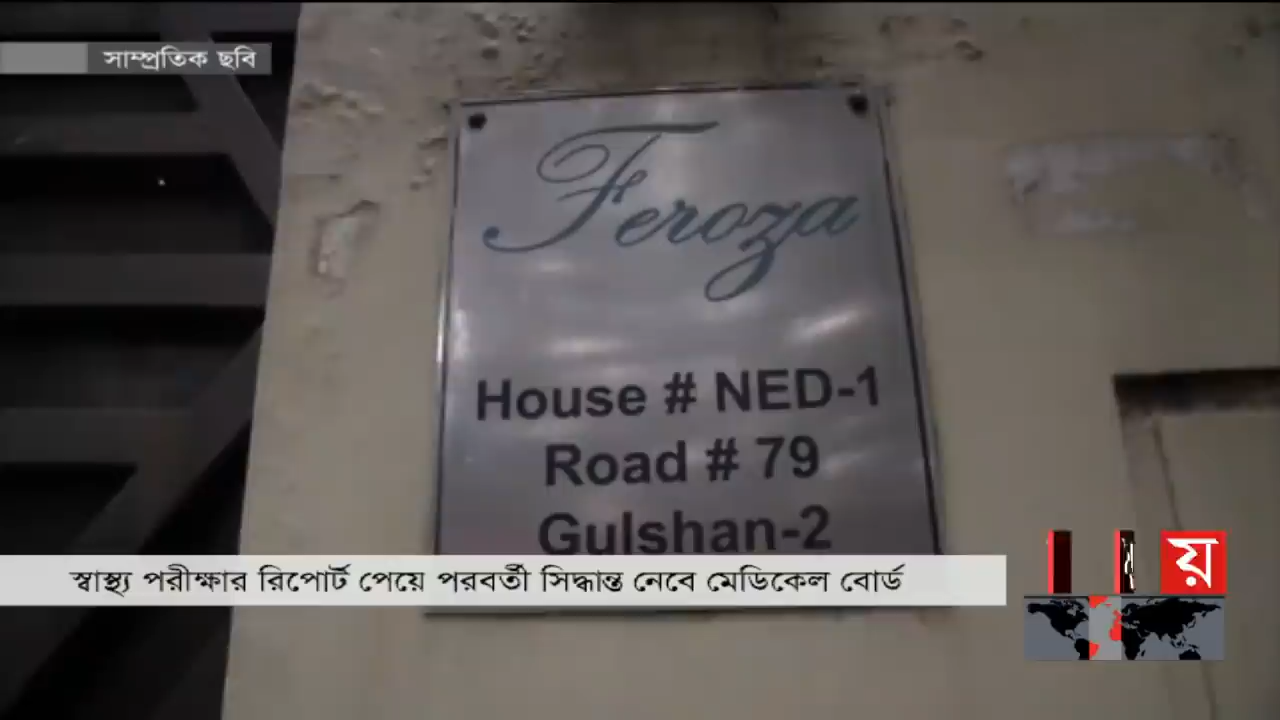 সাম্প্রতিক ছবি
Feroza
House # NED-1
Road # 79
Gulshan-2
স্বাস্থ্য পরীক্ষার রিপোর্ট পেয়ে পরবর্তী সিদ্ধান্ত নেবে মেডিকেল বোর্ড
য়